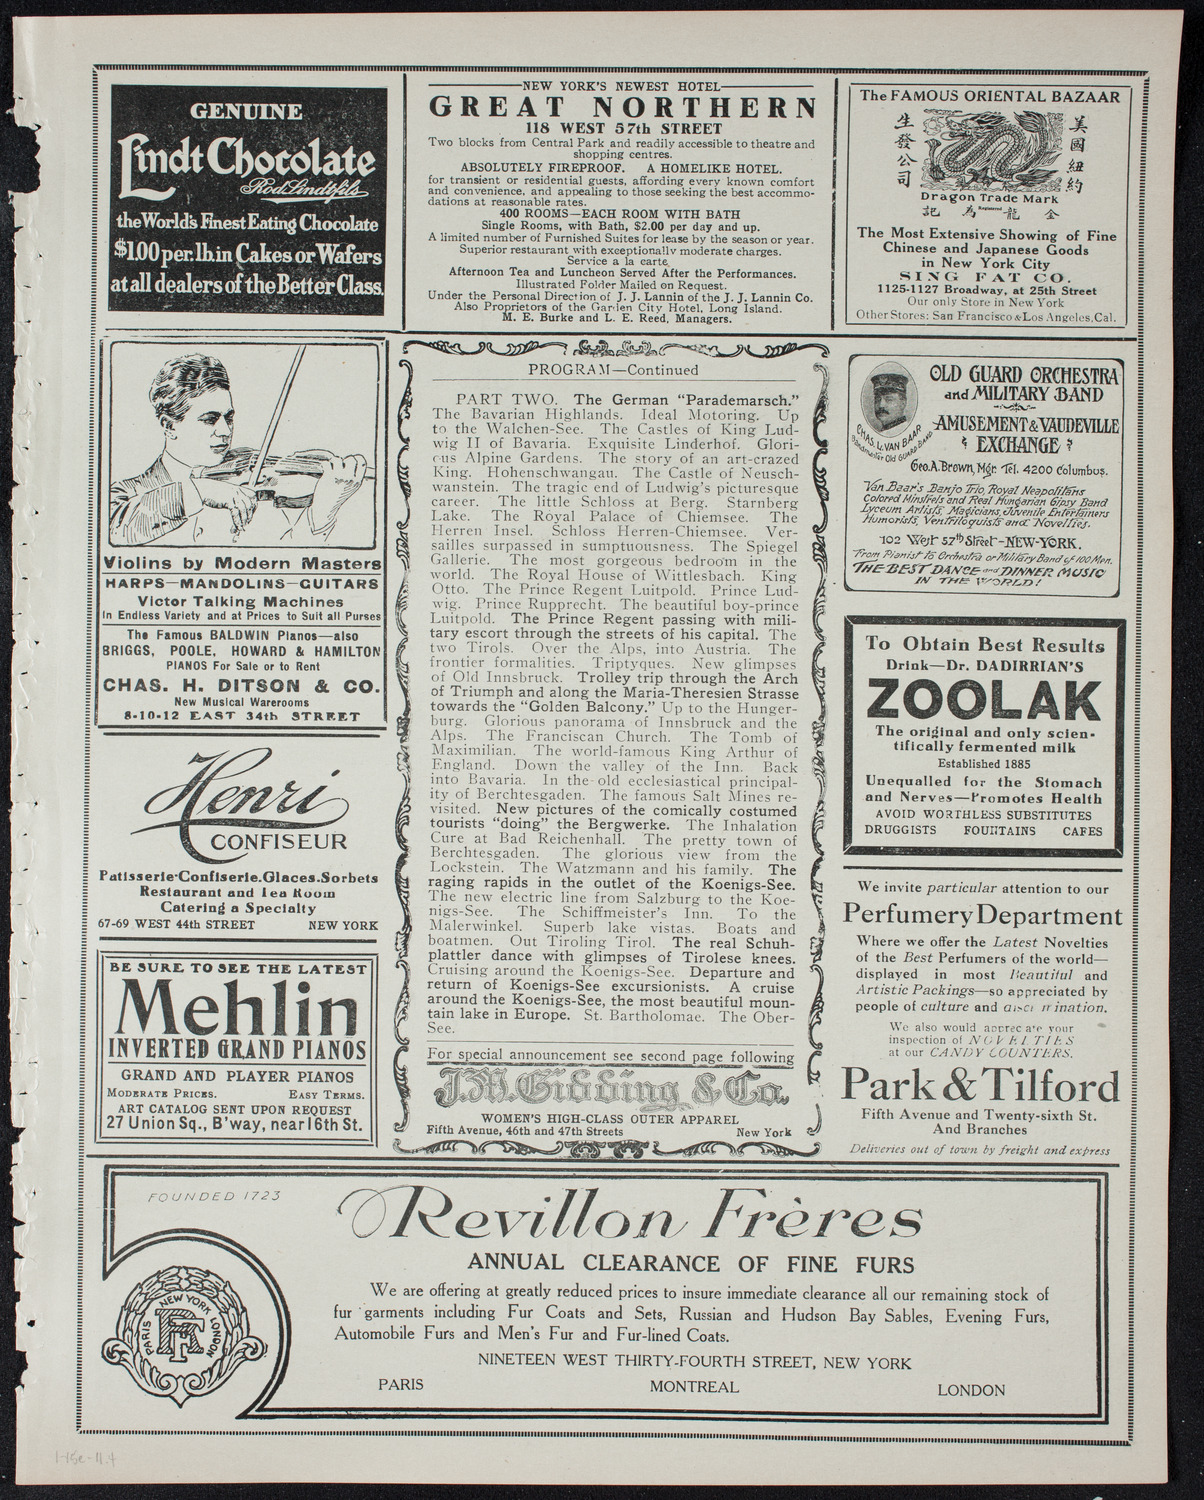 GENUINE
Lindt Chocolate
Rod. Lindt fils
the World's Finest Eating Chocolate
$1.00 per lb. in Cakes or Wafers
at all dealers of the Better Class.
NEW YORK'S NEWEST HOTEL
GREAT NORTHERN
118 WEST 57th STREET
Two blocks from Central Park and readily accessible to theatre and
shopping centres.
ABSOLUTELY FIREPROOF. A HOMELIKE HOTEL.
for transient or residential guests, affording every known comfort
and convenience, and appealing to those seeking the best accommo-
dations at reasonable rates.
400 ROOMS—EACH ROOM WITH BATH
Single Rooms, with Bath, $2.00 per day and up.
A limited number of Furnished Suites for lease by the season or year.
Superior restaurant with exceptionally moderate charges.
Service a la carte
Afternoon Tea and Luncheon Served After the Performances.
Illustrated Folder Mailed on Request.
Under the Personal Direction of J. J. Lannin of the J. J. Lannin Co.
Also Proprietors of the Garden City Hotel, Long Island.
M. E. Burke and L. E. Reed, Managers.
The FAMOUS ORIENTAL BAZAAR
生發公司
美國紐約
Dragon Trade Mark
Registered
記 為 龍 金
The Most Extensive Showing of Fine
Chinese and Japanese Goods
in New York City
SING FAT CO.
1125-1127 Broadway, at 25th Street
Our only Store in New York
Other Stores: San Francisco & Los Angeles, Cal.
Violins by Modern Masters
HARPS—MANDOLINS—GUITARS
Victor Talking Machines
In Endless Variety and at Prices to Suit all Purses
The Famous BALDWIN Pianos—also
BRIGGS, POOLE, HOWARD & HAMILTON
PIANOS For Sale or to Rent
CHAS. H. DITSON & CO.
New Musical Warerooms
8-10-12 EAST 34th STREET
Henri
CONFISEUR
Patisserie-Confiserie.Glaces.Sorbets
Restaurant and Tea Room
Catering a Specialty
67-69 WEST 44th STREET NEW YORK
BE SURE TO SEE THE LATEST
Mehlin
INVERTED GRAND PIANOS
GRAND AND PLAYER PIANOS
MODERATE PRICES. EASY TERMS.
ART CATALOG SENT UPON REQUEST
27 Union Sq., B'way, near 16th St.
PROGRAM—Continued
PART TWO. The German "Parademarsch."
The Bavarian Highlands. Ideal Motoring. Up
to the Walchen-See. The Castles of King Lud-
wig II of Bavaria. Exquisite Linderhof. Glori-
ous Alpine Gardens. The story of an art-crazed
King. Hohenschwangau. The Castle of Neusch-
wanstein. The tragic end of Ludwig's picturesque
career. The little Schloss at Berg. Starnberg
Lake. The Royal Palace of Chiemsee. The
Herren Insel. Schloss Herren-Chiemsee. Ver-
sailles surpassed in sumptuousness. The Spiegel
Gallerie. The most gorgeous bedroom in the
world. The Royal House of Wittlesbach. King
Otto. The Prince Regent Luitpold. Prince Lud-
wig. Prince Rupprecht. The beautiful boy-prince
Luitpold. The Prince Regent passing with mili-
tary escort through the streets of his capital. The
two Tirols. Over the Alps, into Austria. The
frontier formalities. Triptyques. New glimpses
of Old Innsbruck. Trolley trip through the Arch
of Triumph and along the Maria-Theresien Strasse
towards the "Golden Balcony." Up to the Hunger-
burg. Glorious panorama of Innsbruck and the
Alps. The Franciscan Church. The Tomb of
Maximilian. The world-famous King Arthur of
England. Down the valley of the Inn. Back
into Bavaria. In the old ecclesiastical principal-
ity of Berchtesgaden. The famous Salt Mines re-
visited. New pictures of the comically costumed
tourists "doing" the Bergwerke. The Inhalation
Cure at Bad Reichenhall. The pretty town of
Berchtesgaden. The glorious view from the
Lockstein. The Watzmann and his family. The
raging rapids in the outlet of the Koenigs-See.
The new electric line from Salzburg to the Koe-
nigs-See. The Schiffmeister's Inn. To the
Malerwinkel. Superb lake vistas. Boats and
boatmen. Out Tiroling Tirol. The real Schuh-
plattler dance with glimpses of Tirolese knees.
Cruising around the Koenigs-See. Departure and
return of Koenigs-See excursionists. A cruise
around the Koenigs-See, the most beautiful moun-
tain lake in Europe. St. Bartholomae. The Ober-
See.
For special announcement see second page following
J.M. Gidding & Co.
WOMEN'S HIGH-CLASS OUTER APPAREL
Fifth Avenue, 46th and 47th Streets New York
CHAS. L. VAN BAAR
Bandmaster Old Guard Band
OLD GUARD ORCHESTRA
and MILITARY BAND
AMUSEMENT & VAUDEVILLE
EXCHANGE
Geo. A. Brown, Mgr. Tel. 4200 Columbus.
Van Baar's Banjo Trio, Royal Neapolitans
Colored Minstrels and Real Hungarian Gipsy Band
Lyceum Artists, Magicians, Juvenile Entertainers
Humorists, Ventriloquists and Novelties.
102 West 57th Street—NEW-YORK.
From Pianist to Orchestra or Military Band of 100 Men.
THE BEST DANCE and DINNER MUSIC
IN THE WORLD!
To Obtain Best Results
Drink—Dr. DADIRRIAN'S
ZOOLAK
The original and only scien-
tifically fermented milk
Established 1885
Unequalled for the Stomach
and Nerves—Promotes Health
AVOID WORTHLESS SUBSTITUTES
DRUGGISTS FOUNTAINS CAFES
We invite particular attention to our
Perfumery Department
Where we offer the Latest Novelties
of the Best Perfumers of the world—
displayed in most Beautiful and
Artistic Packings—so appreciated by
people of culture and discrimination.
We also would appreciate your
inspection of NOVELTIES
at our CANDY COUNTERS.
Park & Tilford
Fifth Avenue and Twenty-sixth St.
And Branches
Deliveries out of town by freight and express
FOUNDED 1723
PARIS NEW YORK LONDON
RF
Revillon Frères
ANNUAL CLEARANCE OF FINE FURS
We are offering at greatly reduced prices to insure immediate clearance all our remaining stock of
fur garments including Fur Coats and Sets, Russian and Hudson Bay Sables, Evening Furs,
Automobile Furs and Men's Fur and Fur-lined Coats.
NINETEEN WEST THIRTY-FOURTH STREET, NEW YORK
PARIS MONTREAL LONDON